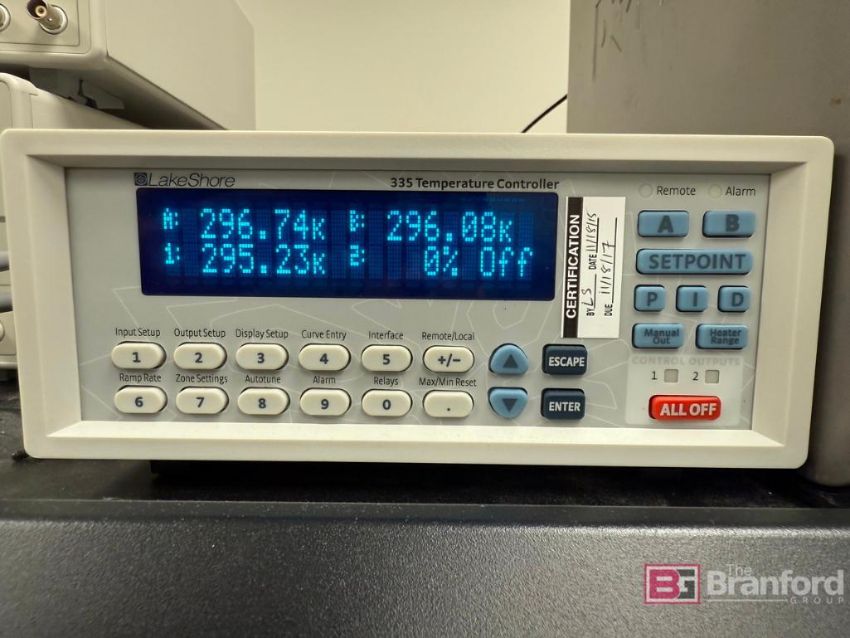 LakeShore
335 Temperature Controller
A: 296.74K B: 296.08K
1: 295.23K 2: 0% Off
CERTIFICATION
BY LS DATE 11/18/15
DUE 11/18/17
Remote Alarm
A B
SETPOINT
P I D
Manual Out
Heater Range
CONTROL OUTPUTS
1 2
ALL OFF
Input Setup Output Setup Display Setup Curve Entry Interface Remote/Local
1 2 3 4 5 +/− ESCAPE
Ramp Rate Zone Settings Autotune Alarm Relays Max/Min Reset
6 7 8 9 0 . ENTER
BG The Branford GROUP